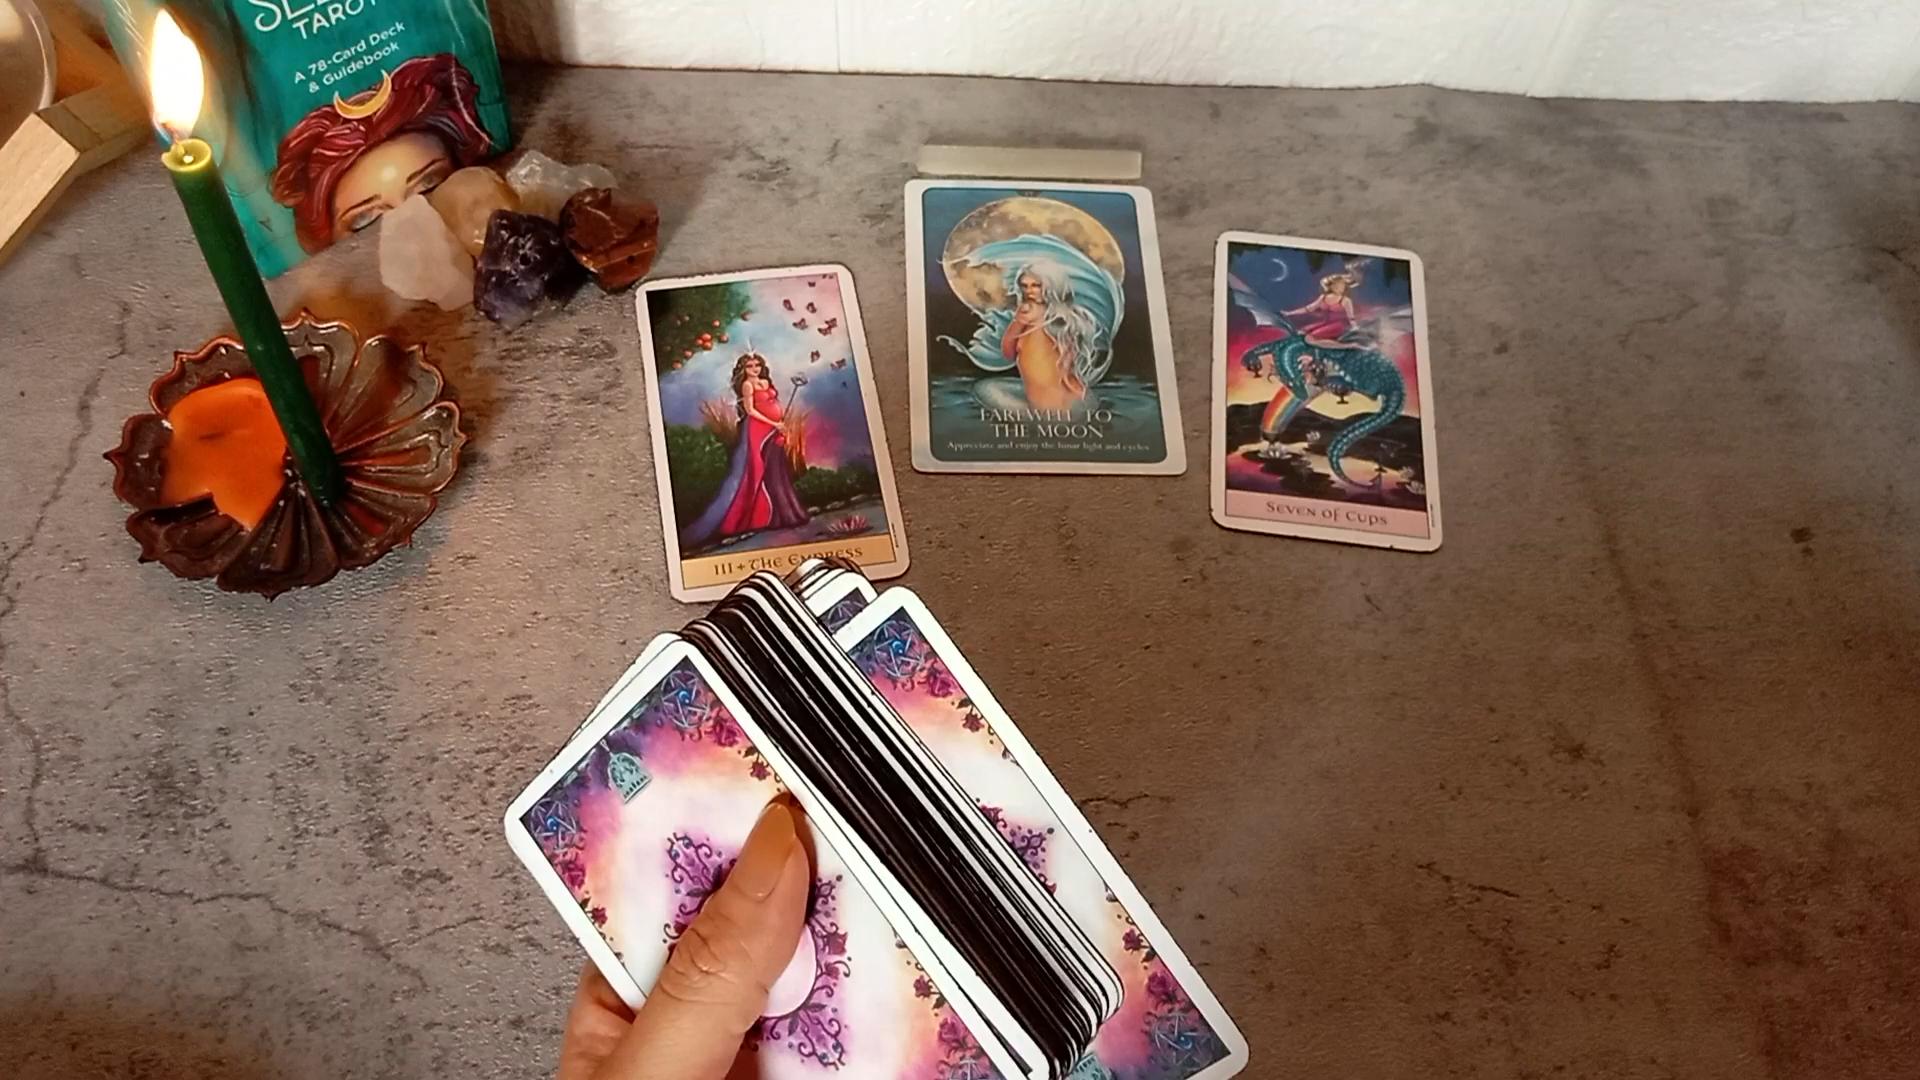 TAROT
A 78-Card Deck
& Guidebook
FAREWELL TO
THE MOON
Appreciate and enjoy the lunar light and cycles
SEVEN OF CUPS
III + THE EMPRESS